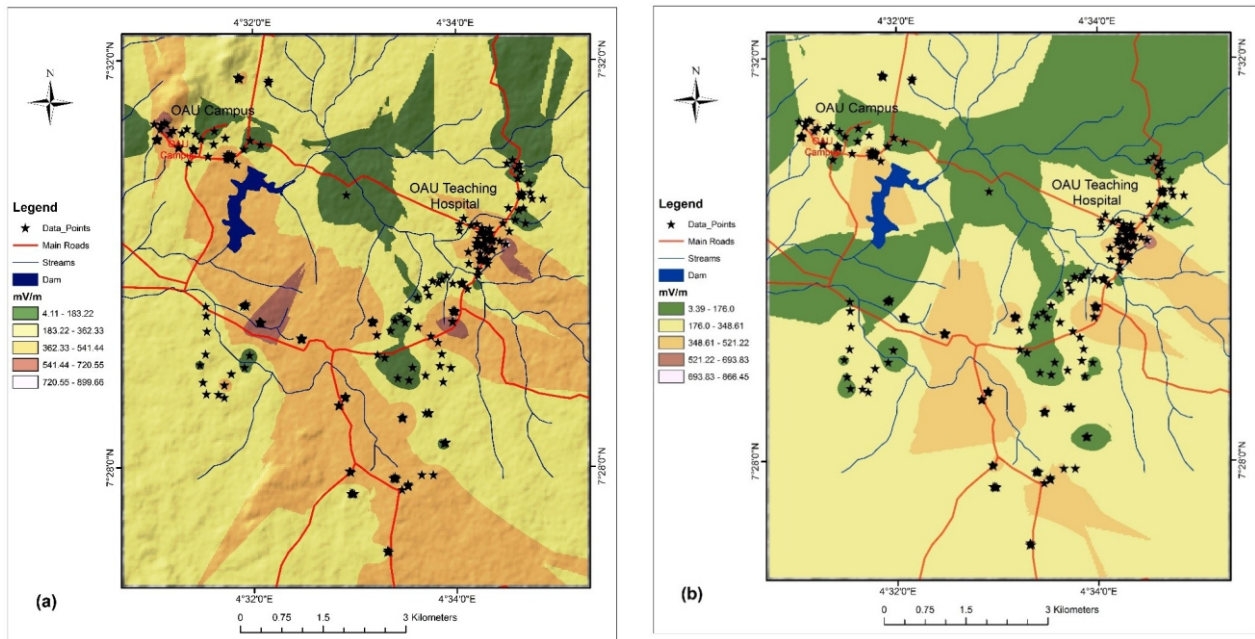 4°32'0"E
4°34'0"E
7°32'0"N
7°32'0"N
N
OAU Campus
OAU
Campus
OAU Teaching
Hospital
Legend
Data_Points
Main Roads
Streams
Dam
mV/m
4.11 - 183.22
183.22 - 362.33
362.33 - 541.44
541.44 - 720.55
720.55 - 899.66
7°28'0"N
7°28'0"N
(a)
4°32'0"E
4°34'0"E
0 0.75 1.5 3 Kilometers
4°32'0"E
4°34'0"E
7°32'0"N
7°32'0"N
N
OAU Campus
OAU
Campus
OAU Teaching
Hospital
Legend
Data_Points
Main Roads
Streams
Dam
mV/m
3.39 - 176.0
176.0 - 348.61
348.61 - 521.22
521.22 - 693.83
693.83 - 866.45
7°28'0"N
7°28'0"N
(b)
4°32'0"E
4°34'0"E
0 0.75 1.5 3 Kilometers